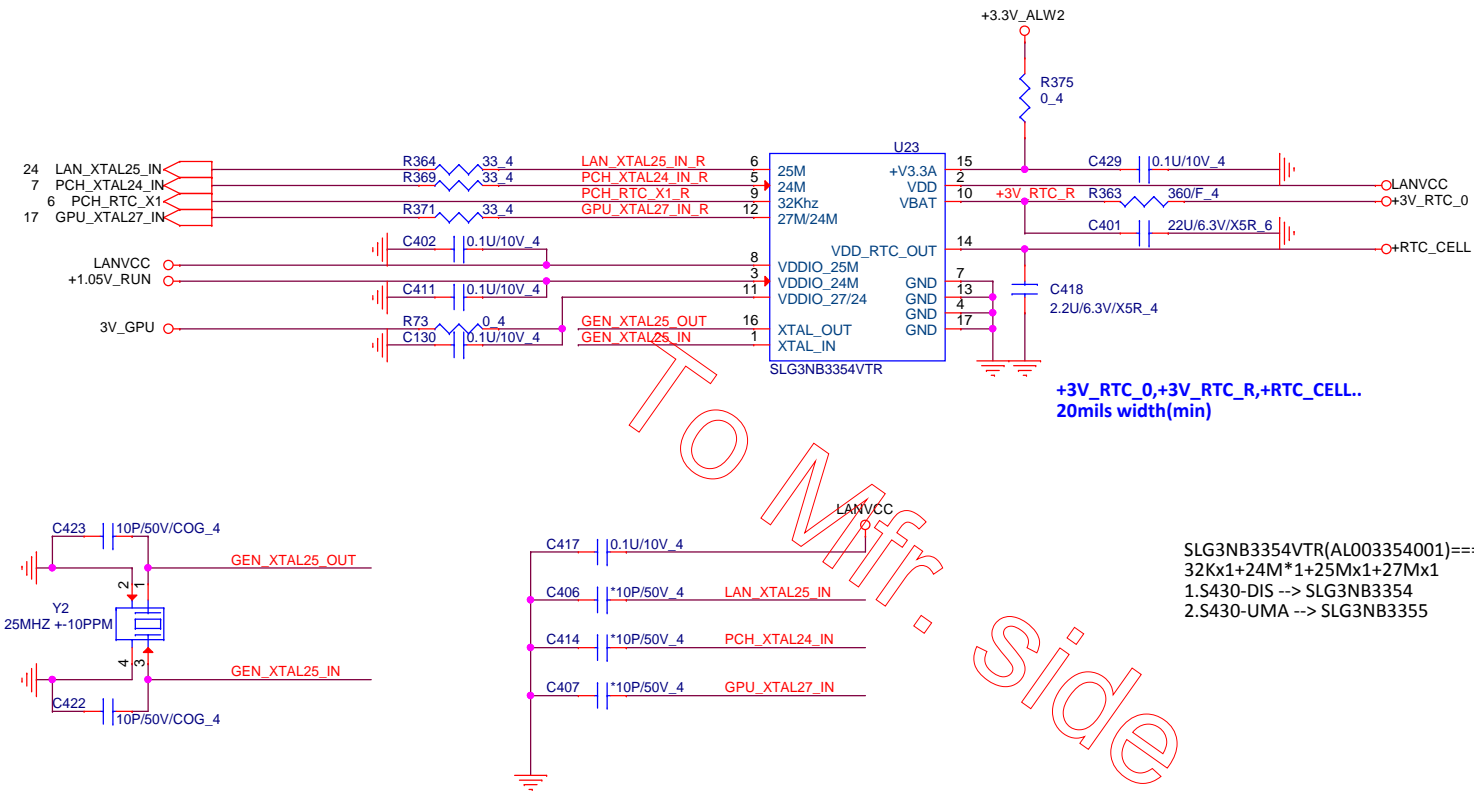 +3.3V_ALW2
R375
0_4
U23
24 LAN_XTAL25_IN R364 33_4 LAN_XTAL25_IN_R 6 25M +V3.3A 15 C429 0.1U/10V_4
7 PCH_XTAL24_IN R369 33_4 PCH_XTAL24_IN_R 5 24M VDD 2 LANVCC
6 PCH_RTC_X1 PCH_RTC_X1_R 9 32Khz VBAT 10 +3V_RTC_R R363 360/F_4 +3V_RTC_0
17 GPU_XTAL27_IN R371 33_4 GPU_XTAL27_IN_R 12 27M/24M
C401 22U/6.3V/X5R_6
C402 0.1U/10V_4 VDD_RTC_OUT 14 +RTC_CELL
LANVCC 8 VDDIO_25M
+1.05V_RUN 3 VDDIO_24M GND 7
C411 0.1U/10V_4 11 VDDIO_27/24 GND 13 C418
GND 4 2.2U/6.3V/X5R_4
3V_GPU R73 0_4 GEN_XTAL25_OUT 16 XTAL_OUT GND 17
C130 0.1U/10V_4 GEN_XTAL25_IN 1 XTAL_IN
SLG3NB3354VTR
+3V_RTC_0,+3V_RTC_R,+RTC_CELL..
20mils width(min)
To Mfr. side
C423 10P/50V/COG_4
GEN_XTAL25_OUT
2 1
Y2
25MHZ +-10PPM
4 3
GEN_XTAL25_IN
C422 10P/50V/COG_4
LANVCC
C417 0.1U/10V_4
C406 *10P/50V_4 LAN_XTAL25_IN
C414 *10P/50V_4 PCH_XTAL24_IN
C407 *10P/50V_4 GPU_XTAL27_IN
SLG3NB3354VTR(AL003354001)==
32Kx1+24M*1+25Mx1+27Mx1
1.S430-DIS --> SLG3NB3354
2.S430-UMA --> SLG3NB3355